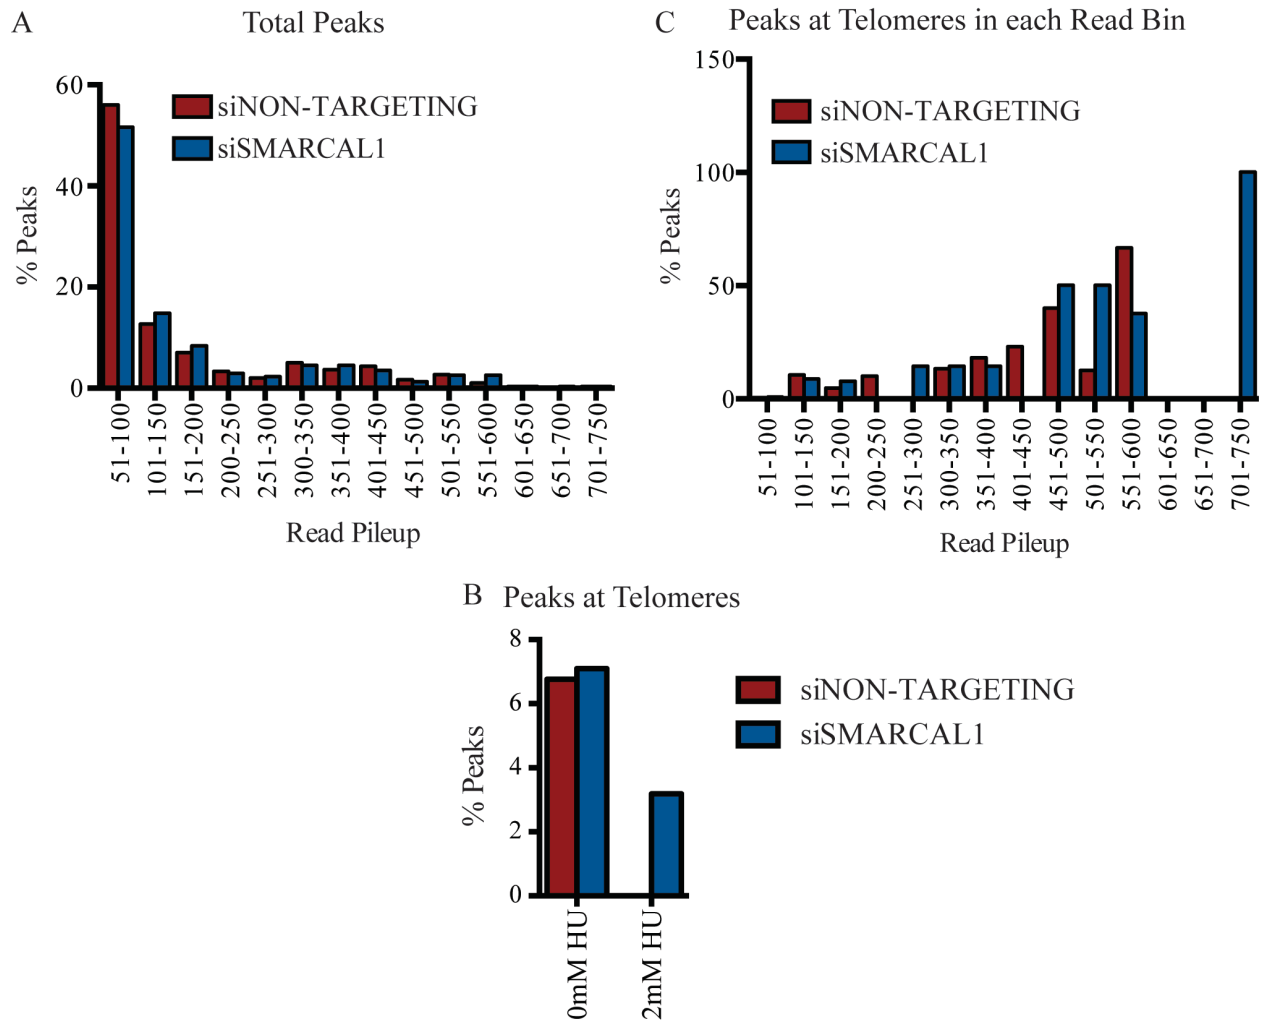 A
Total Peaks
60
40
20
0
% Peaks
siNON-TARGETING
siSMARCAL1
51-100
101-150
151-200
200-250
251-300
300-350
351-400
401-450
451-500
501-550
551-600
601-650
651-700
701-750
Read Pileup
C
Peaks at Telomeres in each Read Bin
150
100
50
0
% Peaks
siNON-TARGETING
siSMARCAL1
51-100
101-150
151-200
200-250
251-300
300-350
351-400
401-450
451-500
501-550
551-600
601-650
651-700
701-750
Read Pileup
B
Peaks at Telomeres
8
6
4
2
0
% Peaks
0mM HU
2mM HU
siNON-TARGETING
siSMARCAL1